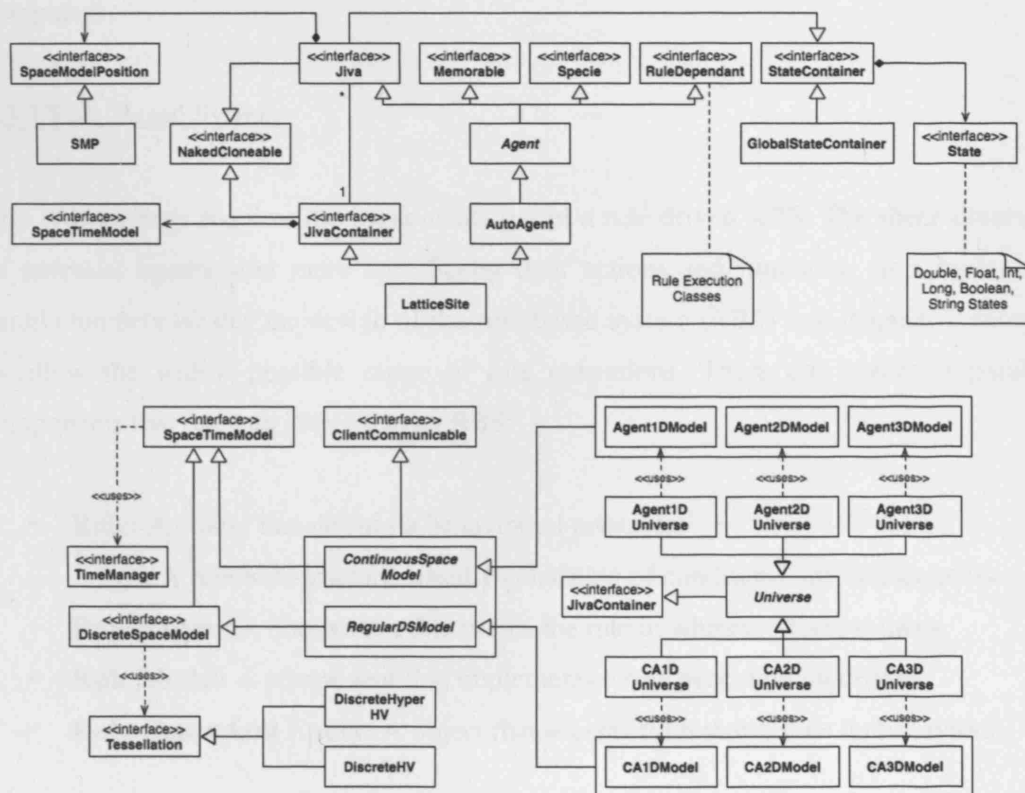 <<interface>>
SpaceModelPosition
<<interface>>
Jiva
<<interface>>
Memorable
<<interface>>
Specie
<<interface>>
RuleDependant
<<interface>>
StateContainer
*
SMP
<<interface>>
NakedCloneable
Agent
GlobalStateContainer
<<interface>>
State
1
<<interface>>
SpaceTimeModel
<<interface>>
JivaContainer
AutoAgent
LatticeSite
Rule Execution
Classes
Double, Float, Int,
Long, Boolean,
String States
<<interface>>
SpaceTimeModel
<<interface>>
ClientCommunicable
Agent1DModel
Agent2DModel
Agent3DModel
<<uses>>
<<uses>>
<<uses>>
<<uses>>
Agent1D
Universe
Agent2D
Universe
Agent3D
Universe
<<interface>>
TimeManager
ContinuousSpace
Model
<<interface>>
JivaContainer
Universe
<<interface>>
DiscreteSpaceModel
RegularDSModel
<<uses>>
CA1D
Universe
CA2D
Universe
CA3D
Universe
DiscreteHyper
HV
<<uses>>
<<uses>>
<<uses>>
<<interface>>
Tessellation
DiscreteHV
CA1DModel
CA2DModel
CA3DModel